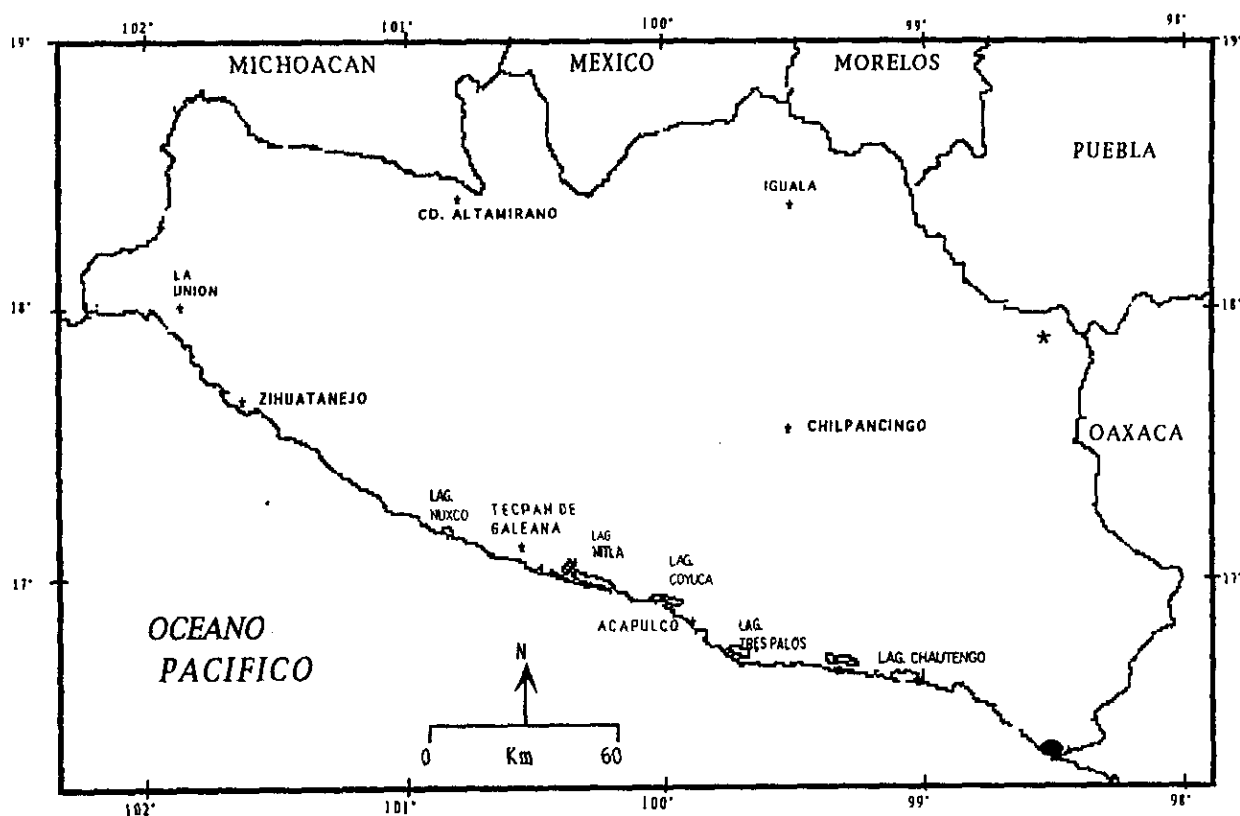 102° 101° 100° 99° 98°
19° 19°
MICHOACAN MEXICO MORELOS
PUEBLA
IGUALA
CD. ALTAMIRANO
LA
UNION
18° 18°
ZIHUATANEJO
CHILPANCINGO
OAXACA
LAG.
NUXCO
TECPAN DE
GALEANA
LAG
MITLA
LAG.
COYUCA
17° 17°
ACAPULCO
LAG.
TRES PALOS
LAG. CHAUTENGO
OCEANO
PACIFICO
N
0 Km 60
102° 101° 100° 99° 98°